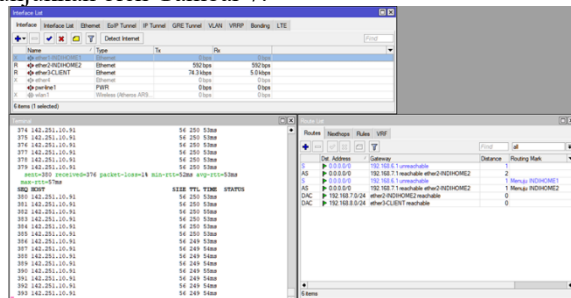 Interface List
Interface Interface List Ethernet EoIP Tunnel IP Tunnel GRE Tunnel VLAN VRRP Bonding LTE
Detect Internet Find
Name Type Tx Rx
X ether1-INDIHOME1 Ethernet 0 bps 0 bps
R ether2-INDIHOME2 Ethernet 592 bps 592 bps
R ether3-CLIENT Ethernet 74.3 kbps 5.0 kbps
X ether4 Ethernet 0 bps 0 bps
pwr-line1 PWR 0 bps 0 bps
X wlan1 Wireless (Atheros AR9... 0 bps 0 bps
6 items (1 selected)
Terminal
374 142.251.10.91 56 250 53ms
375 142.251.10.91 56 250 53ms
376 142.251.10.91 56 250 53ms
377 142.251.10.91 56 250 53ms
378 142.251.10.91 56 250 53ms
379 142.251.10.91 56 250 53ms
sent=380 received=376 packet-loss=1% min-rtt=52ms avg-rtt=53ms
max-rtt=57ms
SEQ HOST SIZE TTL TIME STATUS
380 142.251.10.91 56 250 53ms
381 142.251.10.91 56 250 53ms
382 142.251.10.91 56 250 53ms
383 142.251.10.91 56 250 53ms
384 142.251.10.91 56 250 53ms
385 142.251.10.91 56 250 53ms
386 142.251.10.91 56 249 54ms
387 142.251.10.91 56 249 54ms
388 142.251.10.91 56 249 54ms
389 142.251.10.91 56 249 54ms
390 142.251.10.91 56 249 54ms
391 142.251.10.91 56 249 54ms
392 142.251.10.91 56 249 54ms
393 142.251.10.91 56 249 54ms
Route List
Routes Nexthops Rules VRF
Find all
Dst. Address Gateway Distance Routing Mark
S 0.0.0.0/0 192.168.6.1 unreachable 1
AS 0.0.0.0/0 192.168.7.1 reachable ether2-INDIHOME2 2
S 0.0.0.0/0 192.168.6.1 unreachable 1 Menuju INDIHOME1
AS 0.0.0.0/0 192.168.7.1 reachable ether2-INDIHOME2 1 Menuju INDIHOME2
DAC 192.168.7.0/24 ether2-INDIHOME2 reachable 0
DAC 192.168.8.0/24 ether3-CLIENT reachable 0
6 items